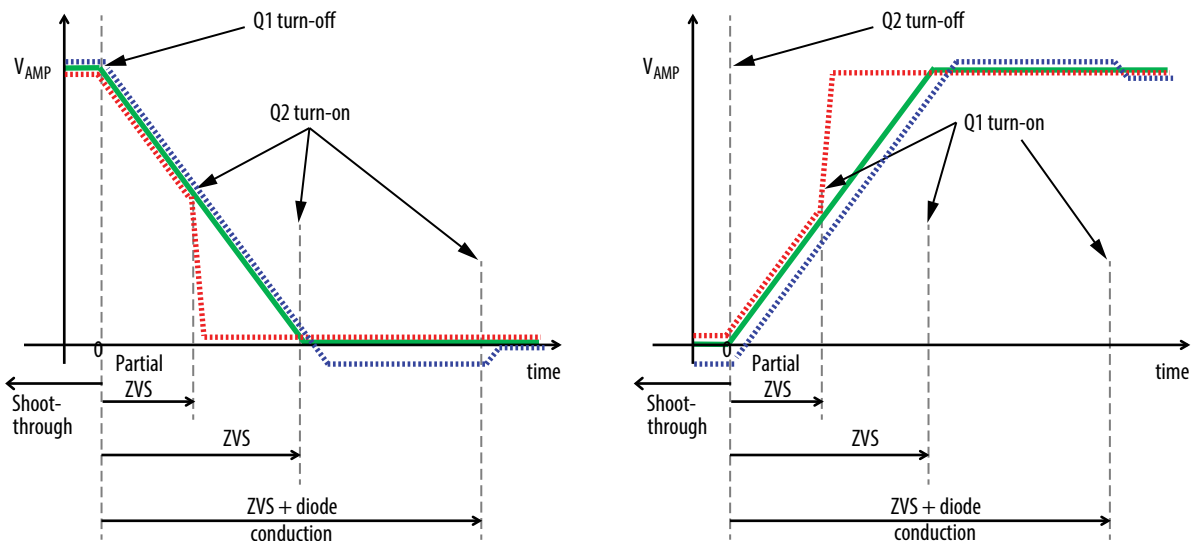 Q1 turn-off
V_AMP
Q2 turn-on
0
Partial
ZVS
time
Shoot-
through
ZVS
ZVS + diode
conduction
Q2 turn-off
V_AMP
Q1 turn-on
0
Partial
ZVS
time
Shoot-
through
ZVS
ZVS + diode
conduction